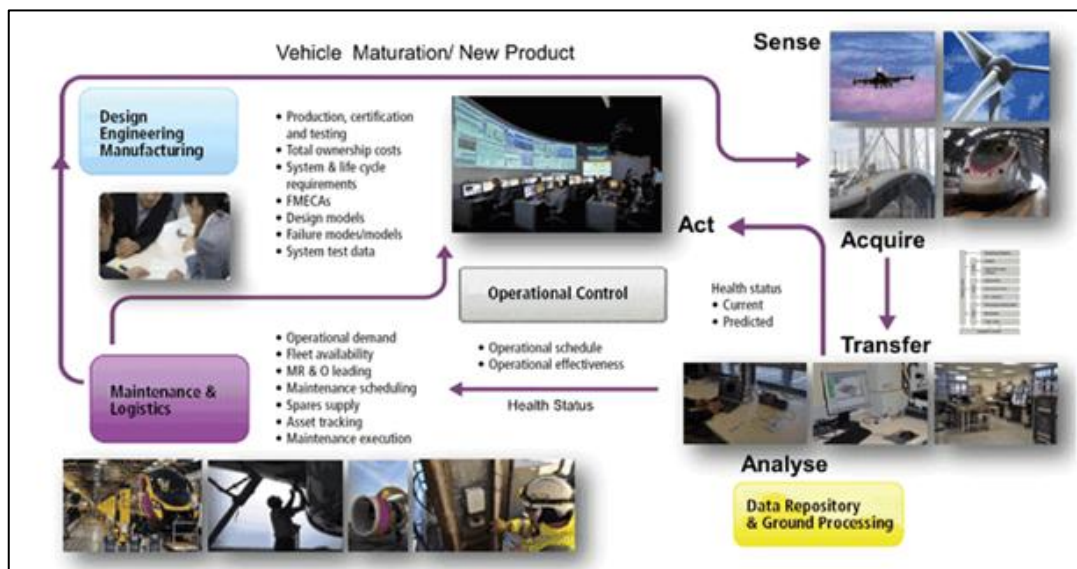 Vehicle Maturation/ New Product
Sense
Design
Engineering
Manufacturing
• Production, certification
and testing
• Total ownership costs
• System & life cycle
requirements
• FMECAs
• Design models
• Failure modes/models
• System test data
Act
Acquire
Operational Control
Health status
• Current
• Predicted
Transfer
Maintenance &
Logistics
• Operational demand
• Fleet availability
• MR & O leading
• Maintenance scheduling
• Spares supply
• Asset tracking
• Maintenance execution
• Operational schedule
• Operational effectiveness
Health Status
Analyse
Data Repository
& Ground Processing